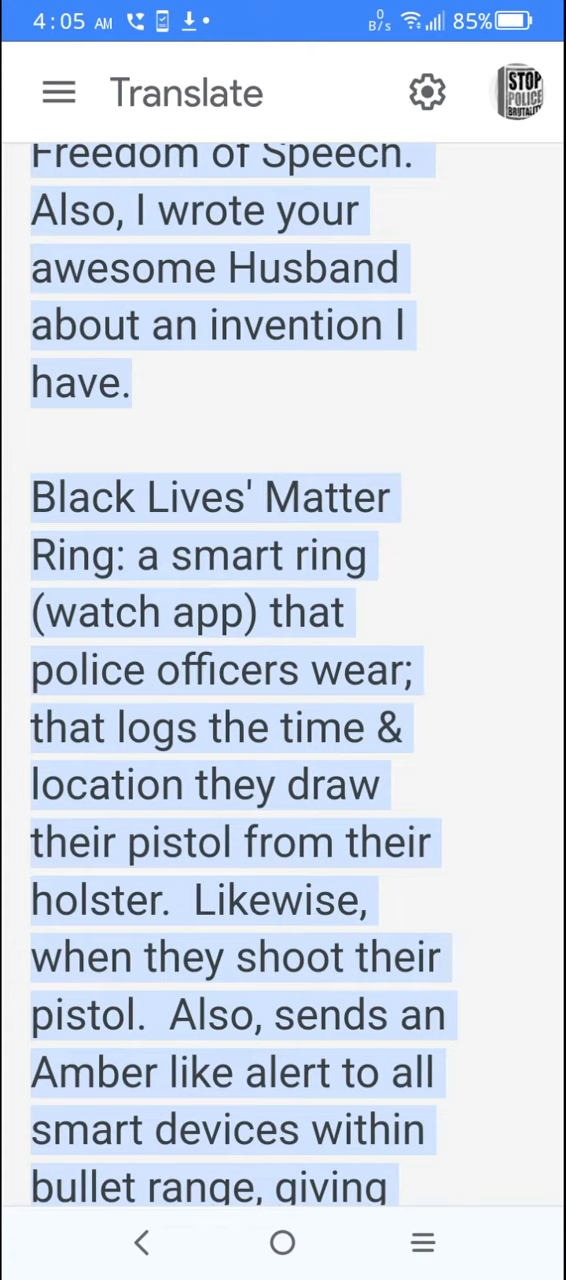 4:05 AM
0 B/s
85%
Translate
STOP
POLICE
BRUTALITY
Freedom of Speech.
Also, I wrote your
awesome Husband
about an invention I
have.
Black Lives' Matter
Ring: a smart ring
(watch app) that
police officers wear;
that logs the time &
location they draw
their pistol from their
holster.  Likewise,
when they shoot their
pistol.  Also, sends an
Amber like alert to all
smart devices within
bullet range, giving